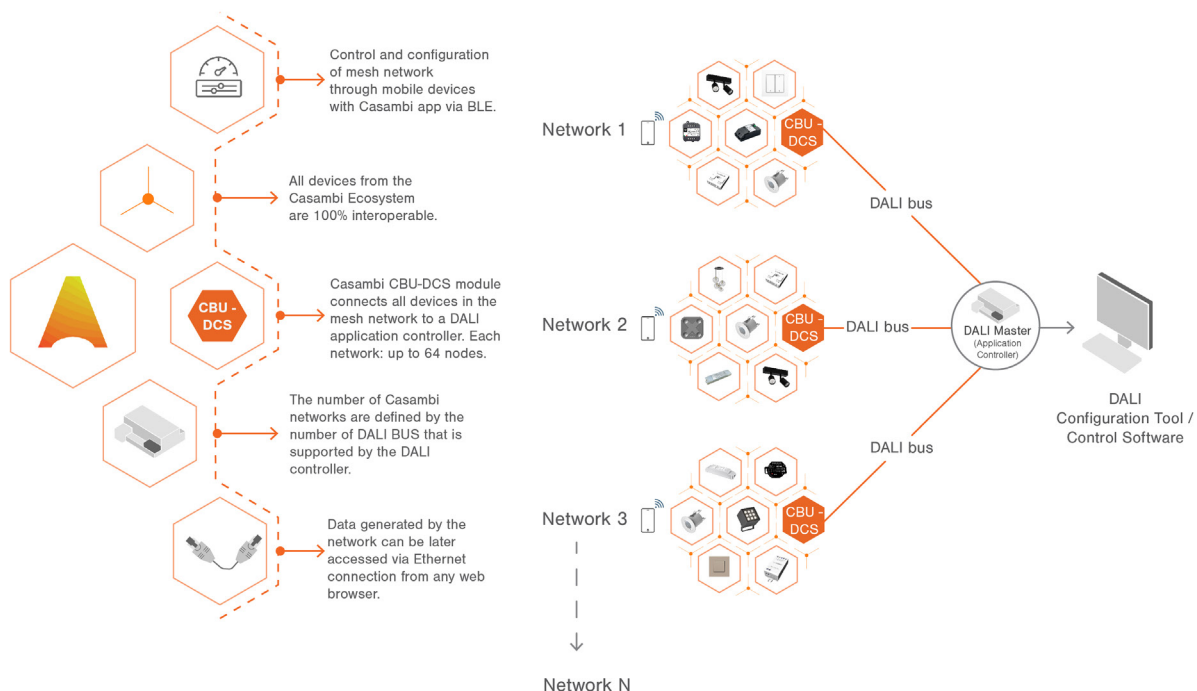 Control and configuration
of mesh network
through mobile devices
with Casambi app via BLE.
All devices from the
Casambi Ecosystem
are 100% interoperable.
CBU -
DCS
Casambi CBU-DCS module
connects all devices in the
mesh network to a DALI
application controller. Each
network: up to 64 nodes.
The number of Casambi
networks are defined by the
number of DALI BUS that is
supported by the DALI
controller.
Data generated by the
network can be later
accessed via Ethernet
connection from any web
browser.
Network 1
CBU -
DCS
DALI bus
Network 2
CBU -
DCS
DALI bus
DALI Master
(Application
Controller)
DALI
Configuration Tool /
Control Software
DALI bus
Network 3
CBU -
DCS
Network N